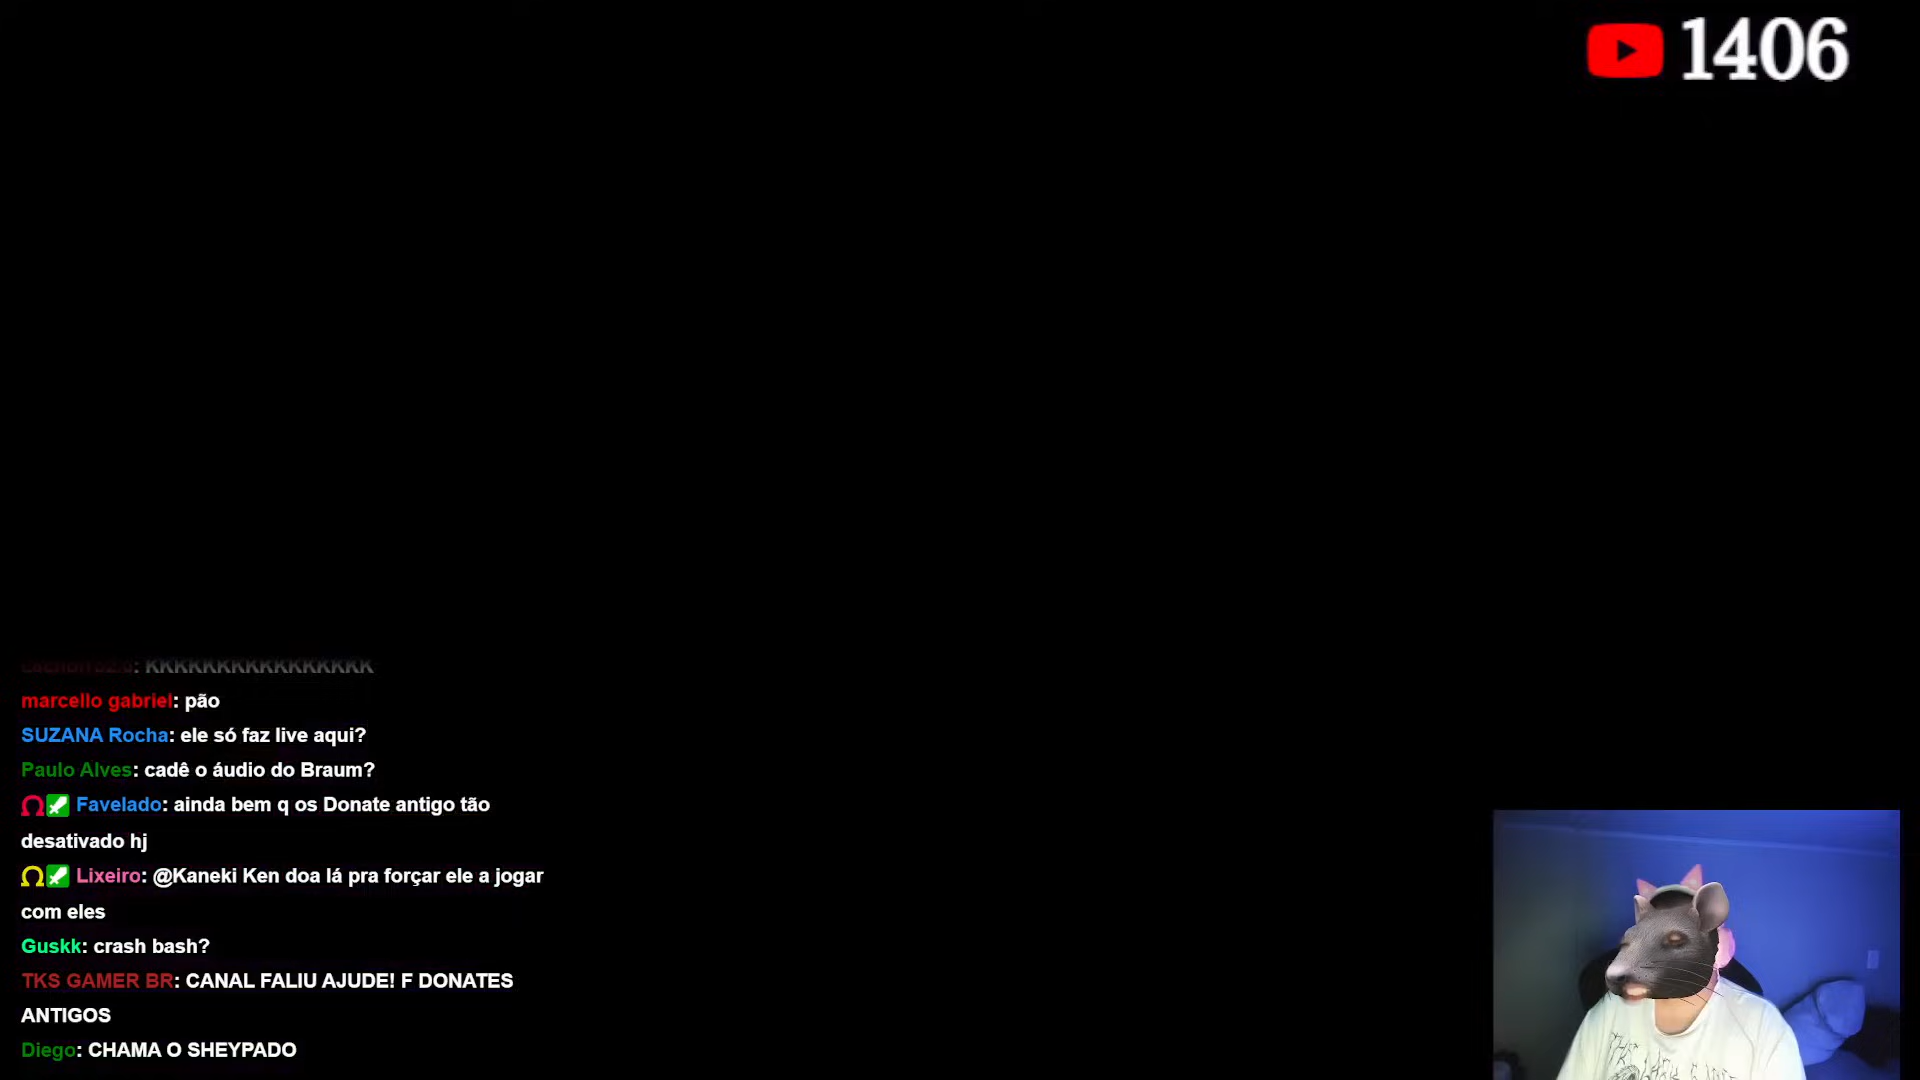 1406
: KKKKKKKKKKKKKKKK
marcello gabriel: pão
SUZANA Rocha: ele só faz live aqui?
Paulo Alves: cadê o áudio do Braum?
Favelado: ainda bem q os Donate antigo tão
desativado hj
Lixeiro: @Kaneki Ken doa lá pra forçar ele a jogar
com eles
Guskk: crash bash?
TKS GAMER BR: CANAL FALIU AJUDE! F DONATES
ANTIGOS
Diego: CHAMA O SHEYPADO